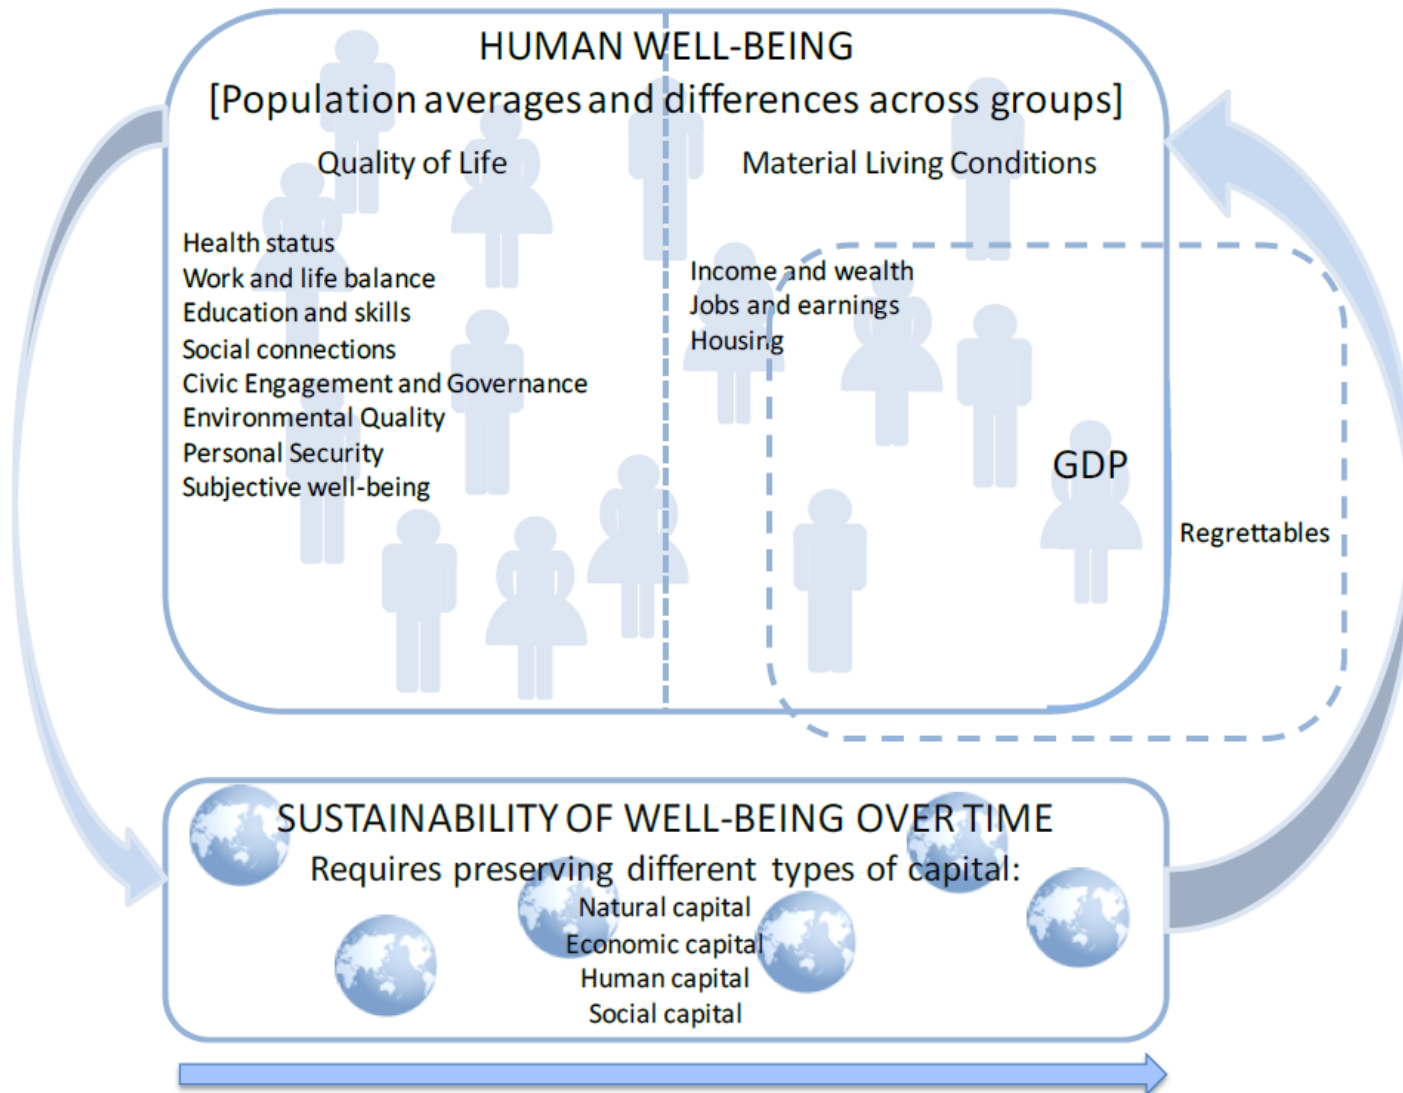 HUMAN WELL-BEING
[Population averages and differences across groups]
Quality of Life
Material Living Conditions
Health status
Work and life balance
Education and skills
Social connections
Civic Engagement and Governance
Environmental Quality
Personal Security
Subjective well-being
Income and wealth
Jobs and earnings
Housing
GDP
Regrettables
SUSTAINABILITY OF WELL-BEING OVER TIME
Requires preserving different types of capital:
Natural capital
Economic capital
Human capital
Social capital